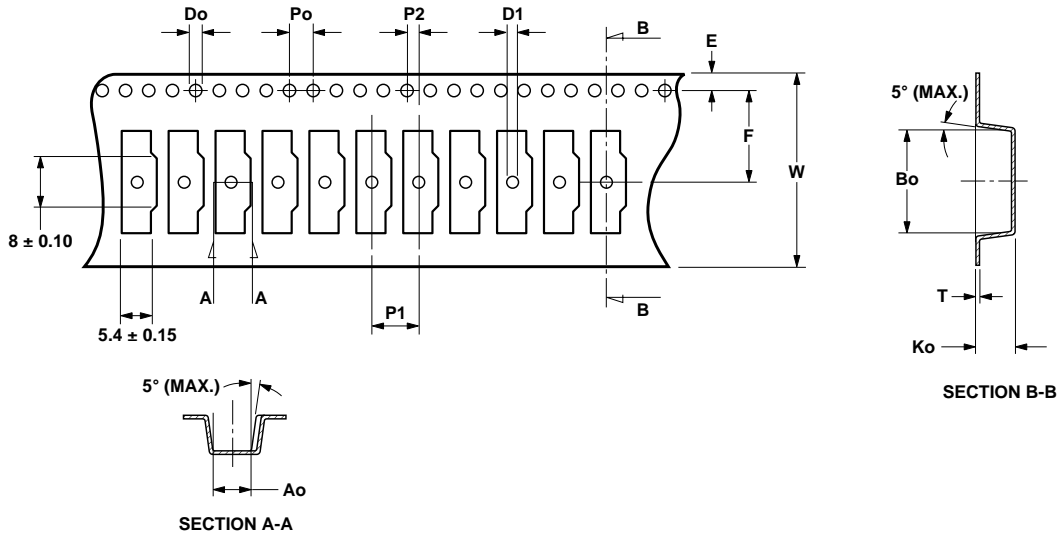 Do
Po
P2
D1
B
E
5° (MAX.)
F
W
Bo
8 ± 0.10
A
A
P1
B
T
5.4 ± 0.15
Ko
SECTION B-B
5° (MAX.)
Ao
SECTION A-A